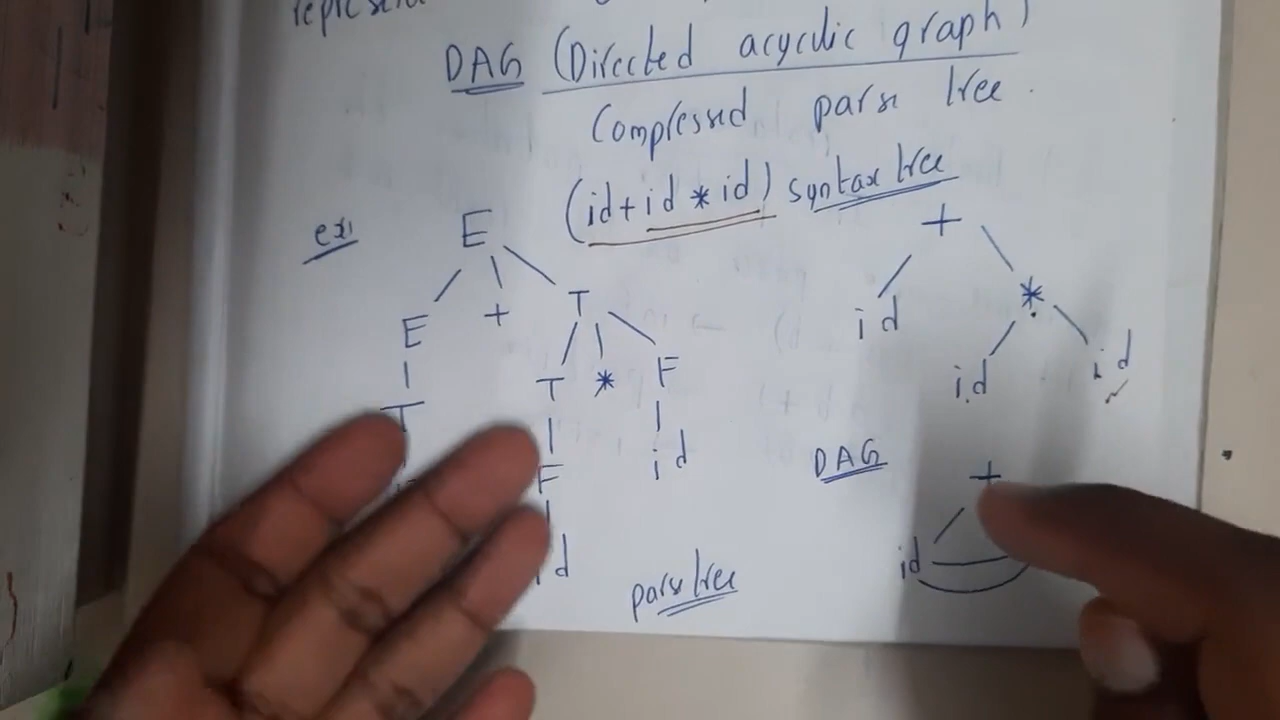 DAG (Directed acyclic graph)
Compressed parse tree
(id+id*id) syntax tree
ex:
E
E + T
T
T * F
F
id
id
parse tree
+
id *
id id
DAG
+
id